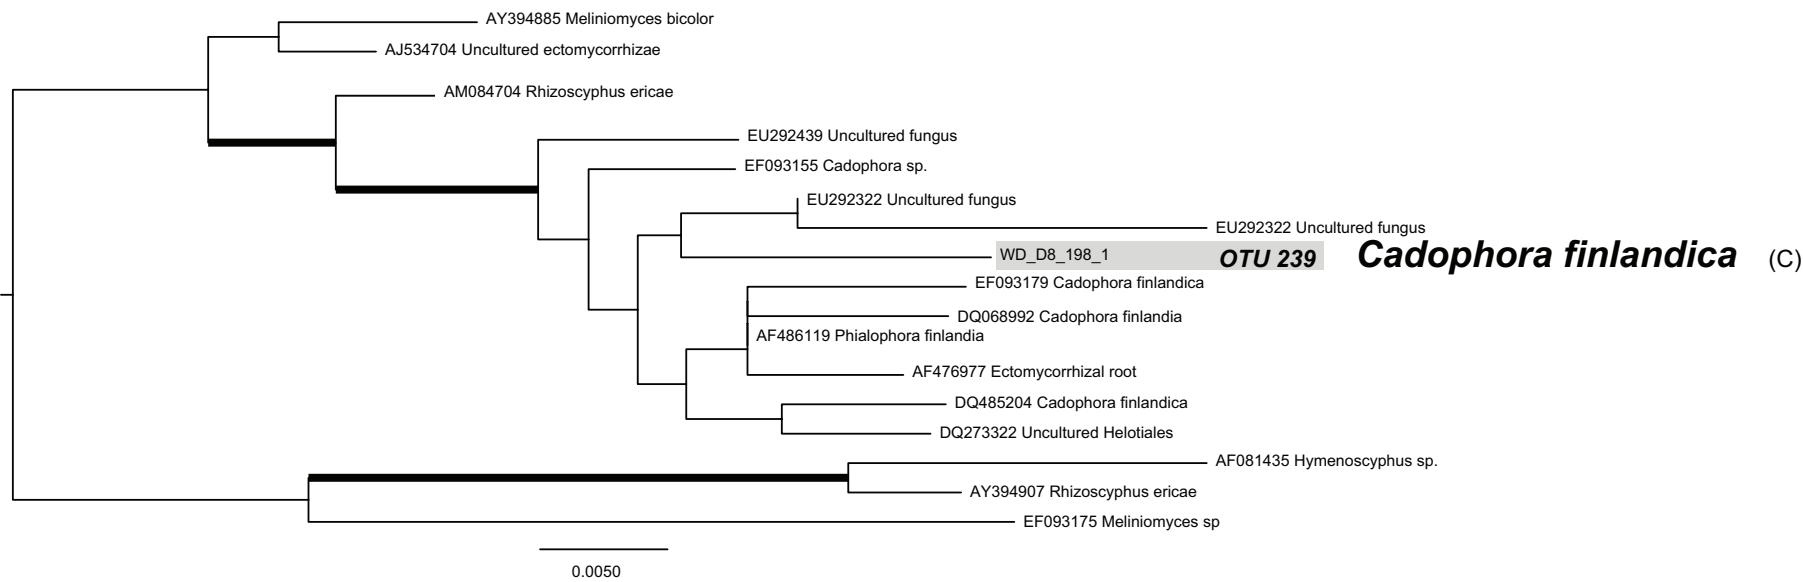 AY394885 Meliniomyces bicolor
AJ534704 Uncultured ectomycorrhizae
AM084704 Rhizoscyphus ericae
EU292439 Uncultured fungus
EF093155 Cadophora sp.
EU292322 Uncultured fungus
EU292322 Uncultured fungus
WD_D8_198_1 OTU 239 Cadophora finlandica (C)
EF093179 Cadophora finlandica
DQ068992 Cadophora finlandia
AF486119 Phialophora finlandia
AF476977 Ectomycorrhizal root
DQ485204 Cadophora finlandica
DQ273322 Uncultured Helotiales
AF081435 Hymenoscyphus sp.
AY394907 Rhizoscyphus ericae
EF093175 Meliniomyces sp
0.0050